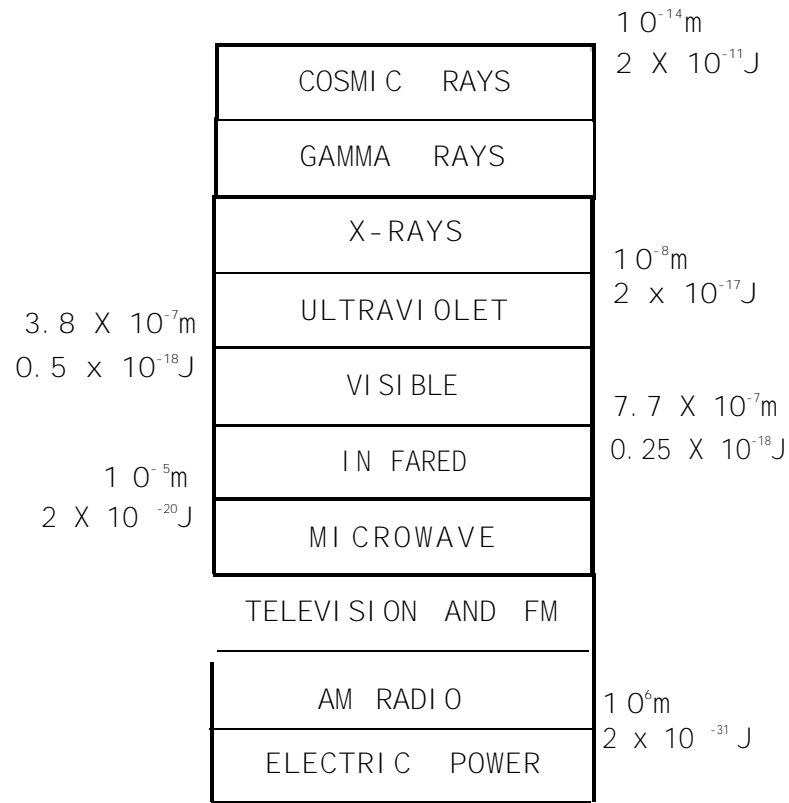 10⁻¹⁴m
2 X 10⁻¹¹J
COSMIC RAYS
GAMMA RAYS
X-RAYS
10⁻⁸m
2 x 10⁻¹⁷J
ULTRAVIOLET
3.8 X 10⁻⁷m
0.5 x 10⁻¹⁸J
VISIBLE
7.7 X 10⁻⁷m
0.25 X 10⁻¹⁸J
IN FARED
10⁻⁵m
2 X 10⁻²⁰J
MICROWAVE
TELEVISION AND FM
AM RADIO
10⁶m
2 x 10⁻³¹J
ELECTRIC POWER